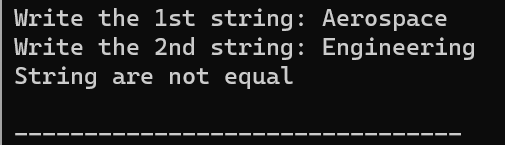 Write the 1st string: Aerospace
Write the 2nd string: Engineering
String are not equal
--------------------------------